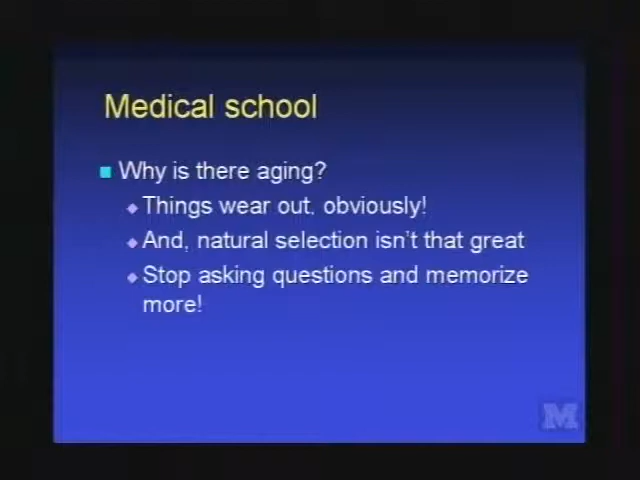 Medical school
Why is there aging?
Things wear out, obviously!
And, natural selection isn't that great
Stop asking questions and memorize
more!
M